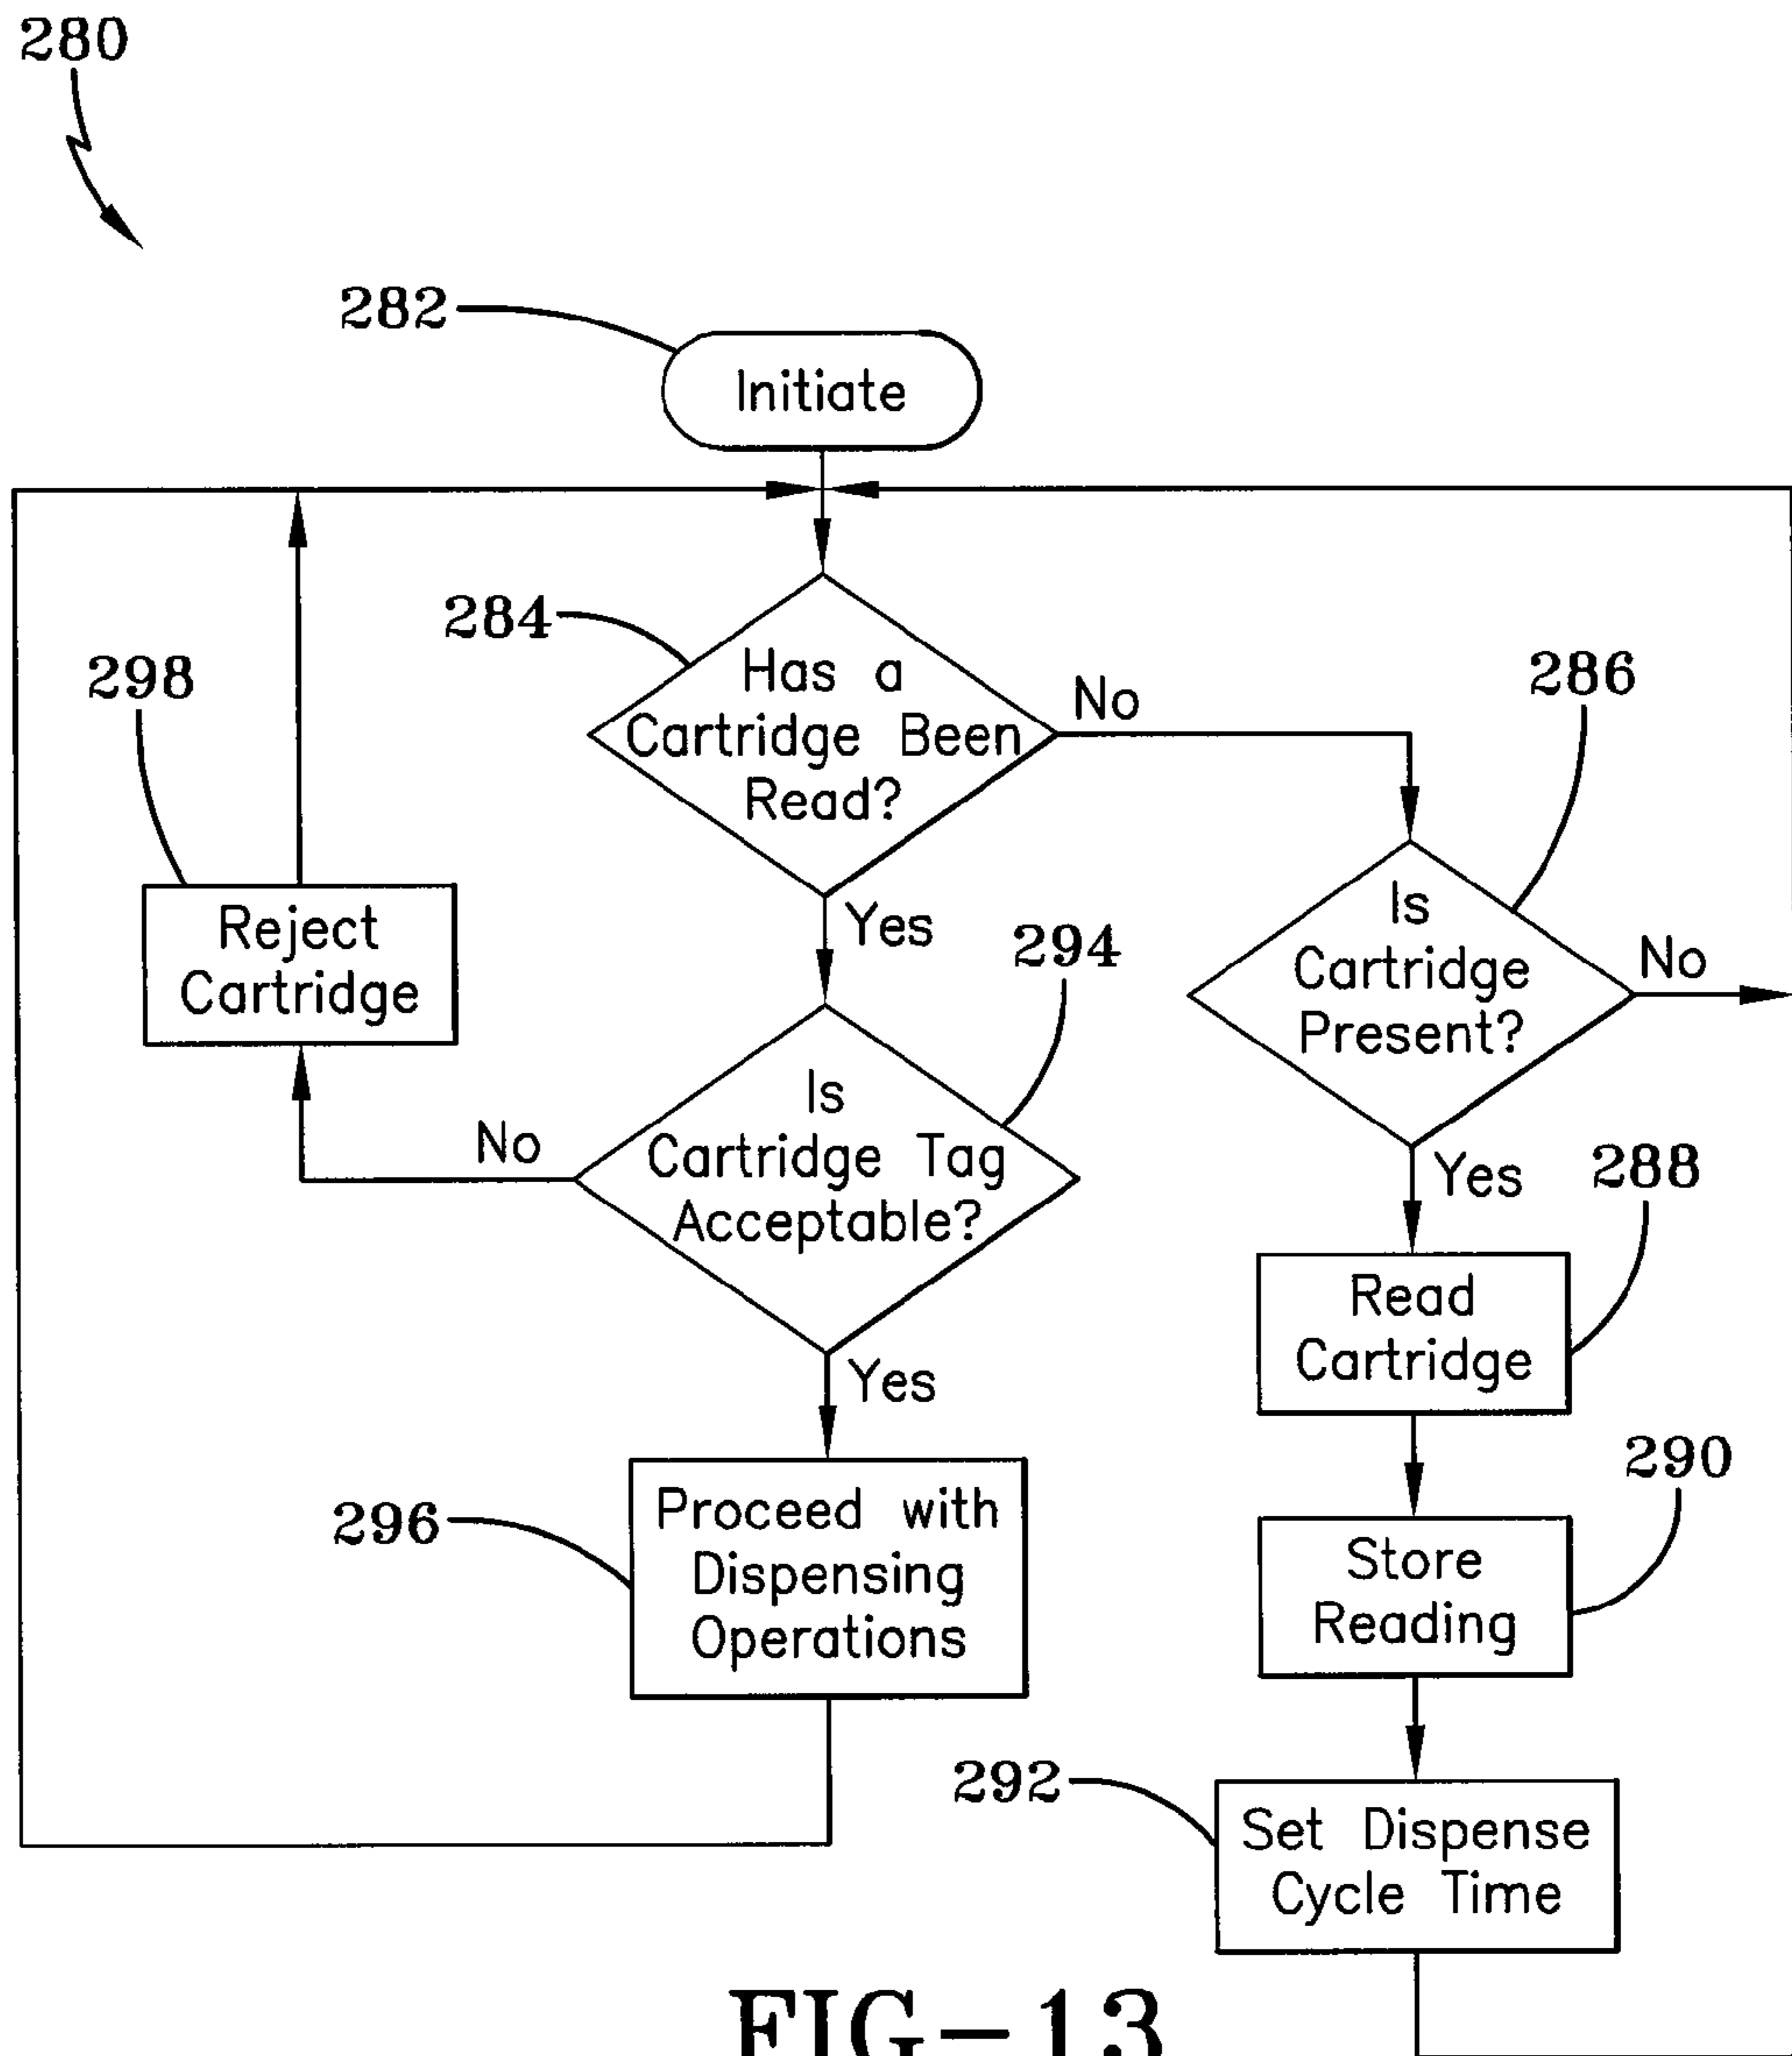 280
282
Initiate
284
Has a
Cartridge Been
Read?
No
286
298
Reject
Cartridge
Yes
294
Is
Cartridge
Present?
No
Is
Cartridge Tag
Acceptable?
No
Yes
288
Read
Cartridge
Yes
296
Proceed with
Dispensing
Operations
290
Store
Reading
292
Set Dispense
Cycle Time
FIG-13